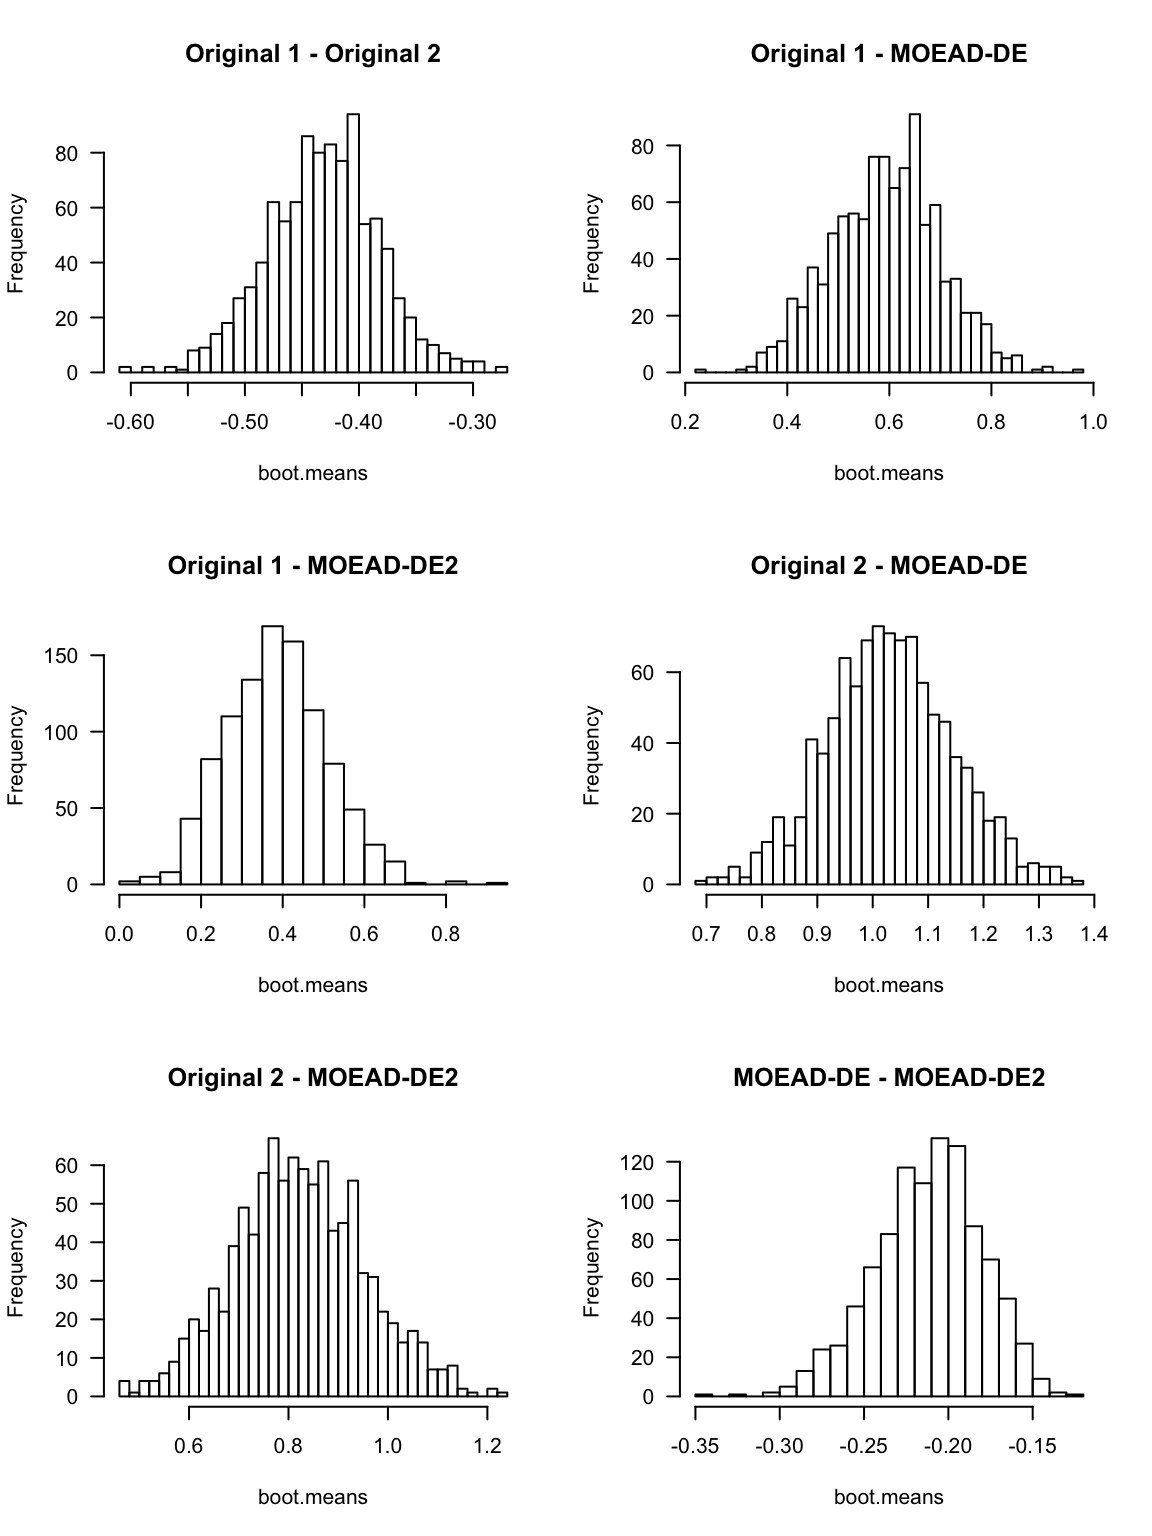 Original 1 - Original 2
Frequency
80
60
40
20
0
-0.60 -0.50 -0.40 -0.30
boot.means
Original 1 - MOEAD-DE
Frequency
80
60
40
20
0
0.2 0.4 0.6 0.8 1.0
boot.means
Original 1 - MOEAD-DE2
Frequency
150
100
50
0
0.0 0.2 0.4 0.6 0.8
boot.means
Original 2 - MOEAD-DE
Frequency
60
40
20
0
0.7 0.8 0.9 1.0 1.1 1.2 1.3 1.4
boot.means
Original 2 - MOEAD-DE2
Frequency
60
50
40
30
20
10
0
0.6 0.8 1.0 1.2
boot.means
MOEAD-DE - MOEAD-DE2
Frequency
120
100
80
60
40
20
0
-0.35 -0.30 -0.25 -0.20 -0.15
boot.means